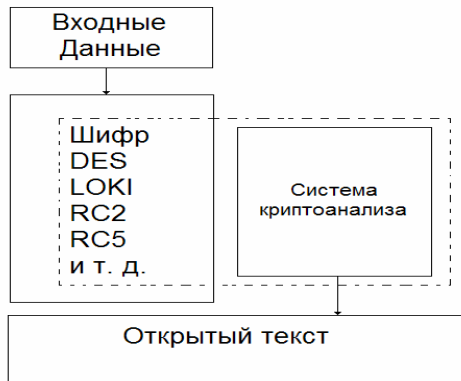 Входные
Данные
Шифр
DES
LOKI
RC2
RC5
и т. д.
Система
криптоанализа
Открытый текст